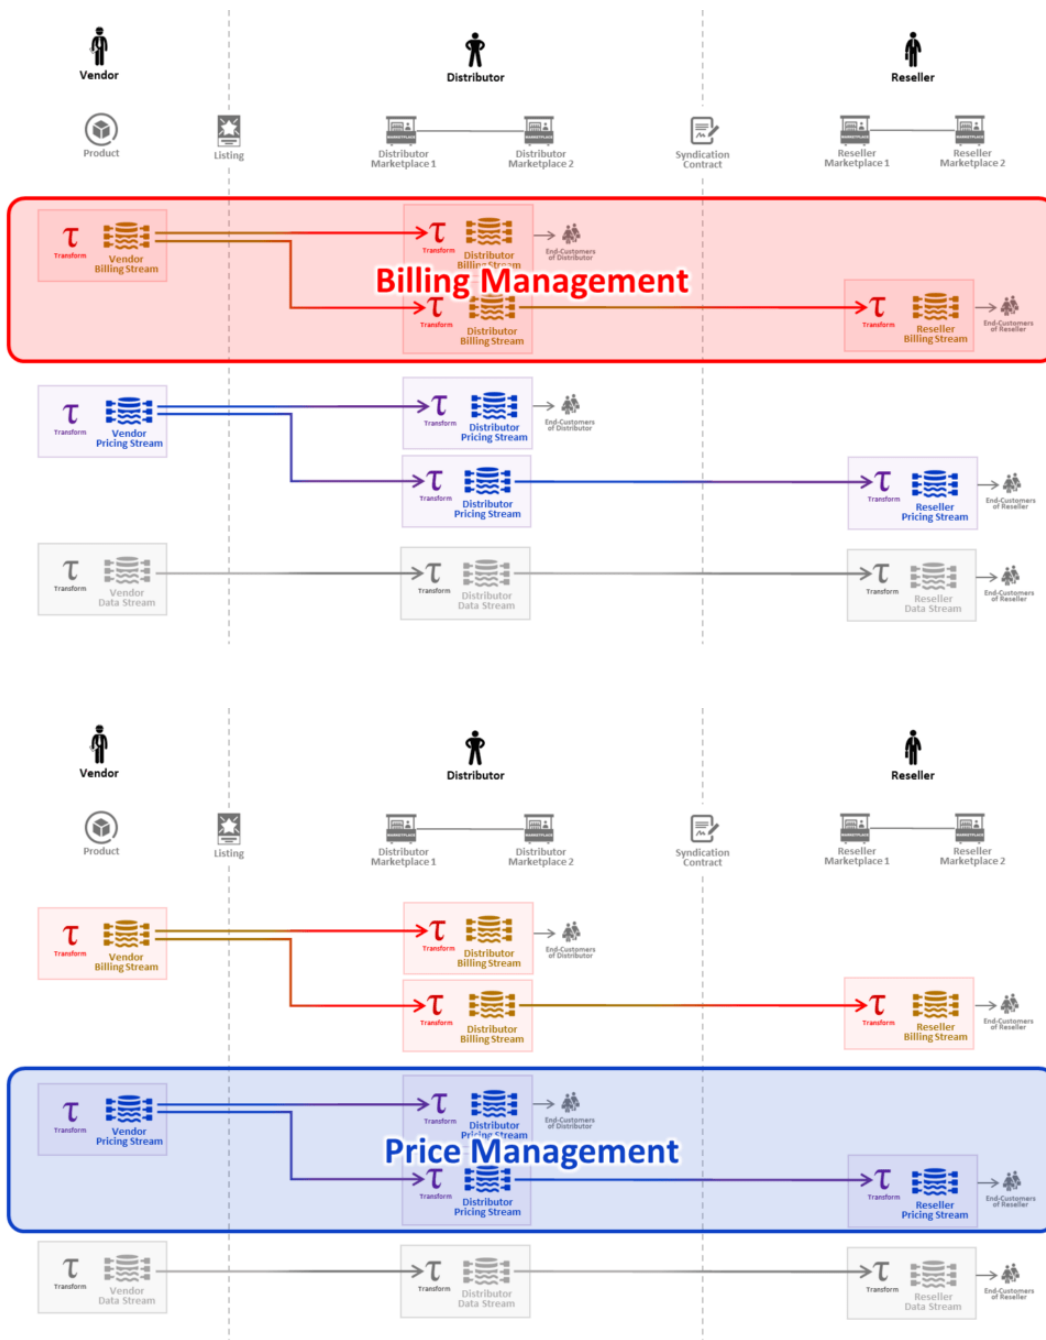 Vendor
Distributor
Reseller
Product
Listing
Distributor
Marketplace 1
Distributor
Marketplace 2
Syndication
Contract
Reseller
Marketplace 1
Reseller
Marketplace 2
τ
Transform
Vendor
Billing Stream
τ
Transform
Distributor
Billing Stream
End-Customers
of Distributor
Billing Management
τ
Transform
Distributor
Billing Stream
τ
Transform
Reseller
Billing Stream
End-Customers
of Reseller
τ
Transform
Vendor
Pricing Stream
τ
Transform
Distributor
Pricing Stream
End-Customers
of Distributor
τ
Transform
Distributor
Pricing Stream
τ
Transform
Reseller
Pricing Stream
End-Customers
of Reseller
τ
Transform
Vendor
Data Stream
τ
Transform
Distributor
Data Stream
τ
Transform
Reseller
Data Stream
End-Customers
of Reseller
Vendor
Distributor
Reseller
Product
Listing
Distributor
Marketplace 1
Distributor
Marketplace 2
Syndication
Contract
Reseller
Marketplace 1
Reseller
Marketplace 2
τ
Transform
Vendor
Billing Stream
τ
Transform
Distributor
Billing Stream
End-Customers
of Distributor
τ
Transform
Distributor
Billing Stream
τ
Transform
Reseller
Billing Stream
End-Customers
of Reseller
τ
Transform
Vendor
Pricing Stream
τ
Transform
Distributor
Pricing Stream
End-Customers
of Distributor
Price Management
τ
Transform
Distributor
Pricing Stream
τ
Transform
Reseller
Pricing Stream
End-Customers
of Reseller
τ
Transform
Vendor
Data Stream
τ
Transform
Distributor
Data Stream
τ
Transform
Reseller
Data Stream
End-Customers
of Reseller